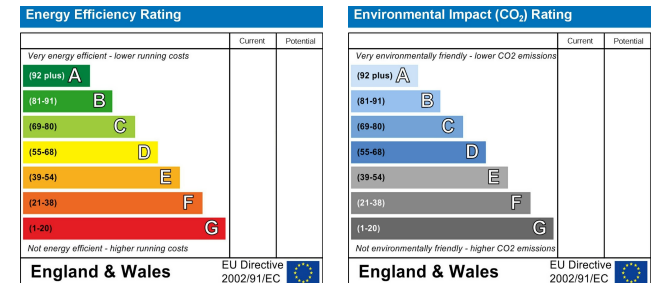 Energy Efficiency Rating
Current Potential
Very energy efficient - lower running costs
(92 plus) A
(81-91) B
(69-80) C
(55-68) D
(39-54) E
(21-38) F
(1-20) G
Not energy efficient - higher running costs
England & Wales
EU Directive
2002/91/EC
Environmental Impact (CO₂) Rating
Current Potential
Very environmentally friendly - lower CO2 emissions
(92 plus) A
(81-91) B
(69-80) C
(55-68) D
(39-54) E
(21-38) F
(1-20) G
Not environmentally friendly - higher CO2 emissions
England & Wales
EU Directive
2002/91/EC